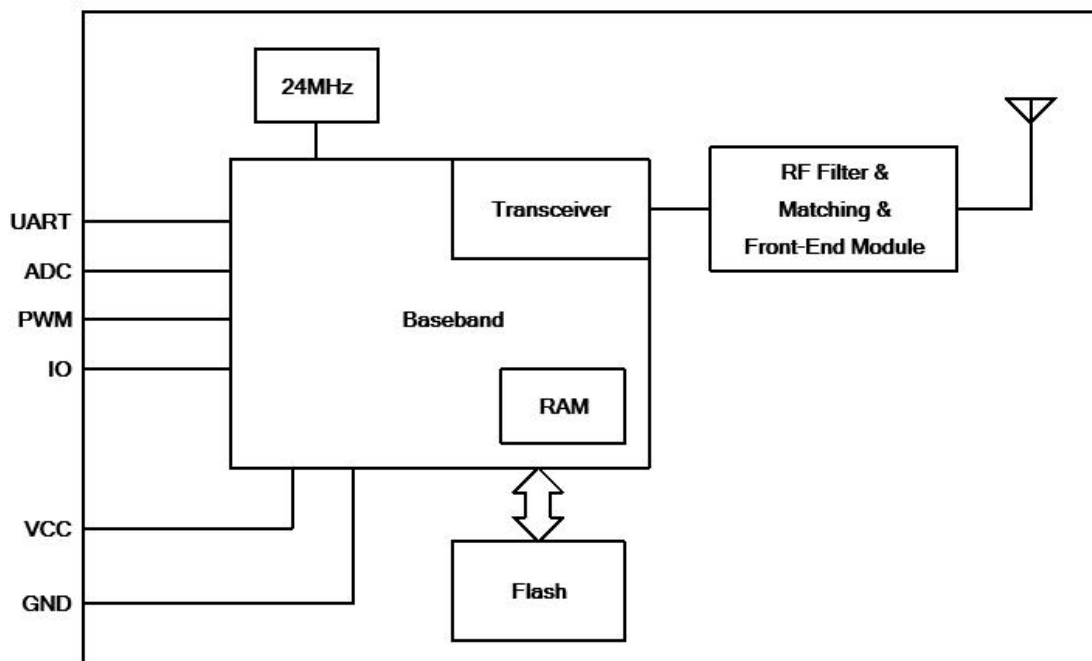 24MHz
Transceiver
RF Filter &
Matching &
Front-End Module
UART
ADC
PWM
IO
Baseband
RAM
VCC
GND
Flash